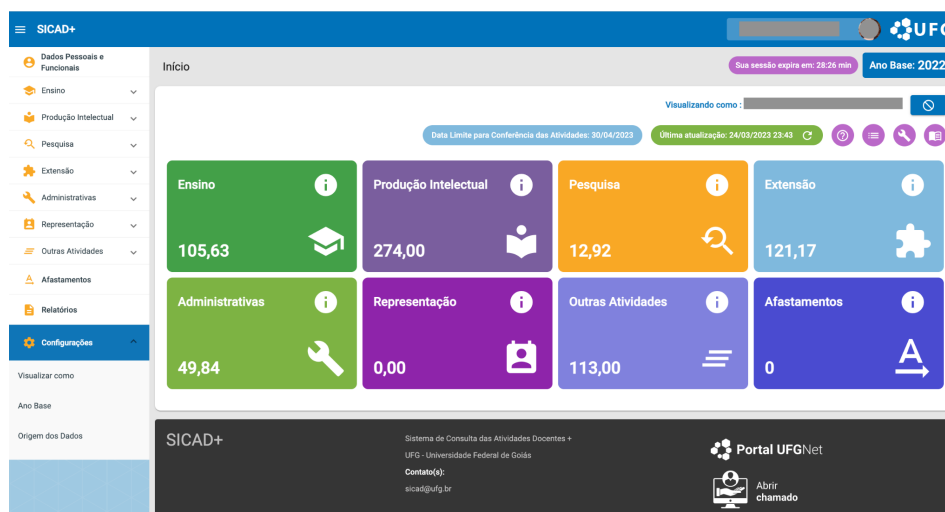 SICAD+
UFG
Dados Pessoais e
Funcionais
Ensino
Produção Intelectual
Pesquisa
Extensão
Administrativas
Representação
Outras Atividades
Afastamentos
Relatórios
Configurações
Visualizar como
Ano Base
Origem dos Dados
Início
Sua sessão expira em: 28:26 min
Ano Base: 2022
Visualizando como :
Data Limite para Conferência das Atividades: 30/04/2023
Última atualização: 24/03/2023 23:43
Ensino
105,63
Produção Intelectual
274,00
Pesquisa
12,92
Extensão
121,17
Administrativas
49,84
Representação
0,00
Outras Atividades
113,00
Afastamentos
0
SICAD+
Sistema de Consulta das Atividades Docentes +
UFG - Universidade Federal de Goiás
Contato(s):
sicad@ufg.br
Portal UFGNet
Abrir
chamado